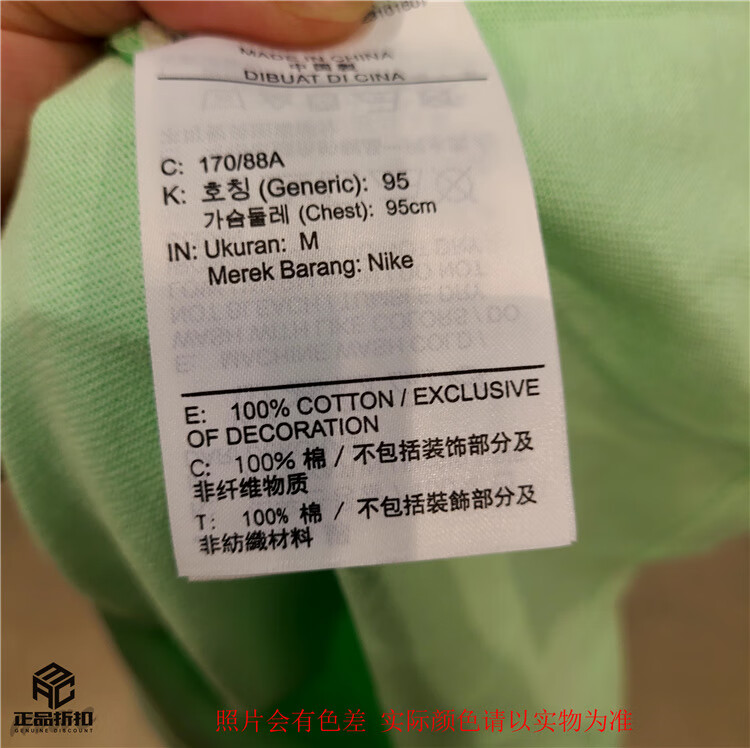 MADE IN CHINA
中国製
DIBUAT DI CINA
C: 170/88A
K: 호칭 (Generic): 95
가슴둘레 (Chest): 95cm
IN: Ukuran: M
Merek Barang: Nike
E: 100% COTTON / EXCLUSIVE
OF DECORATION
C: 100% 棉 / 不包括装饰部分及
非纤维物质
T: 100% 棉 / 不包括裝飾部分及
非紡織材料
正品折扣
GENUINE DISCOUNT
照片会有色差 实际颜色请以实物为准